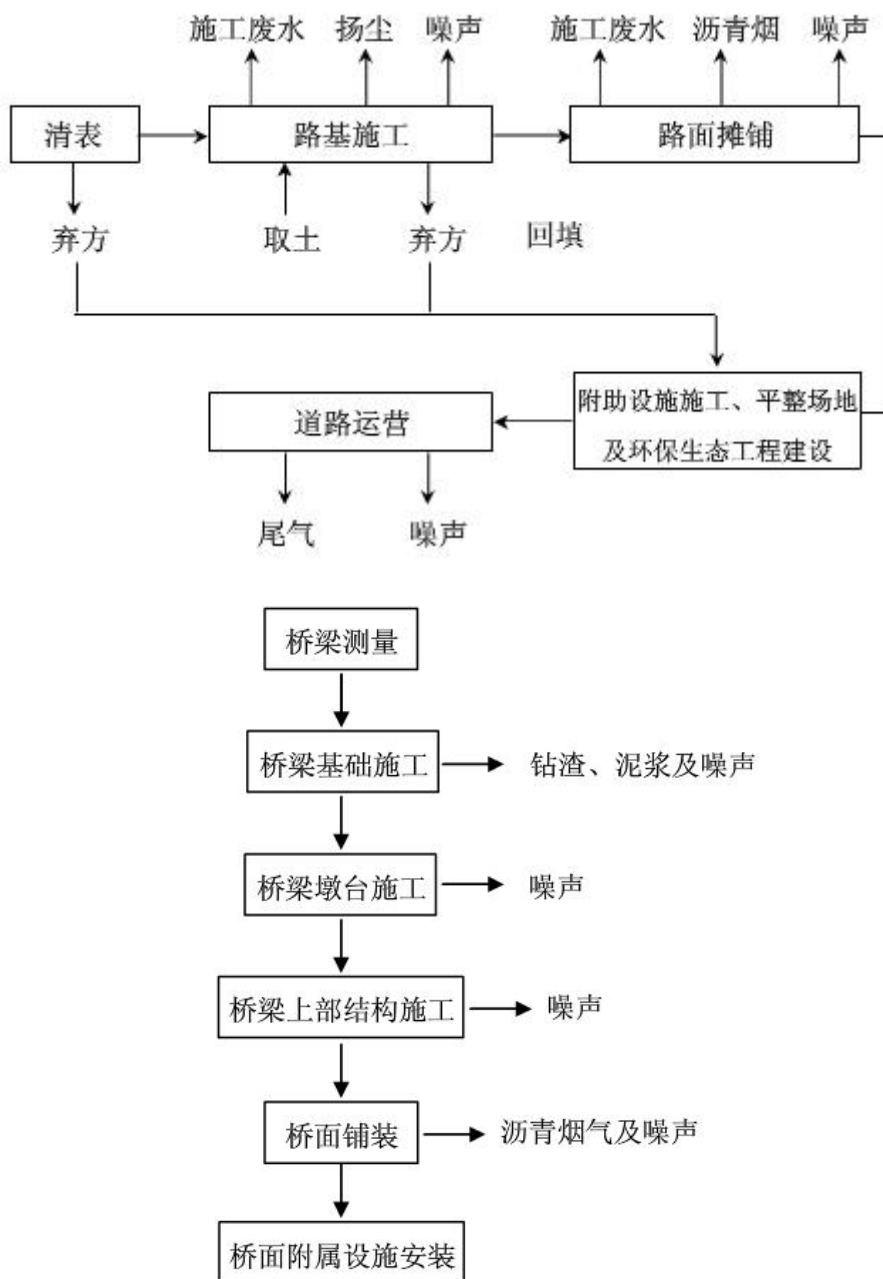 施工废水 扬尘 噪声 施工废水 沥青烟 噪声
清表 路基施工 路面摊铺
弃方 取土 弃方 回填
附助设施施工、平整场地
道路运营
及环保生态工程建设
尾气 噪声
桥梁测量
桥梁基础施工 钻渣、泥浆及噪声
桥梁墩台施工 噪声
桥梁上部结构施工 噪声
桥面铺装 沥青烟气及噪声
桥面附属设施安装